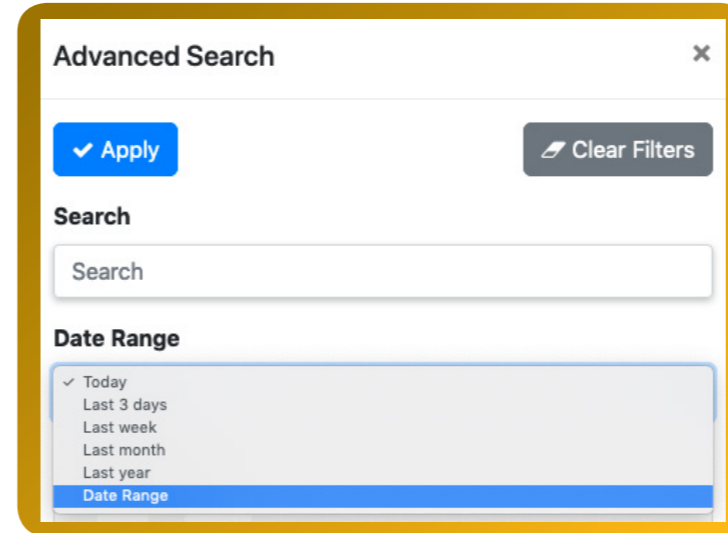 Advanced Search ×
✓ Apply Clear Filters
Search
Search
Date Range
✓ Today
Last 3 days
Last week
Last month
Last year
Date Range